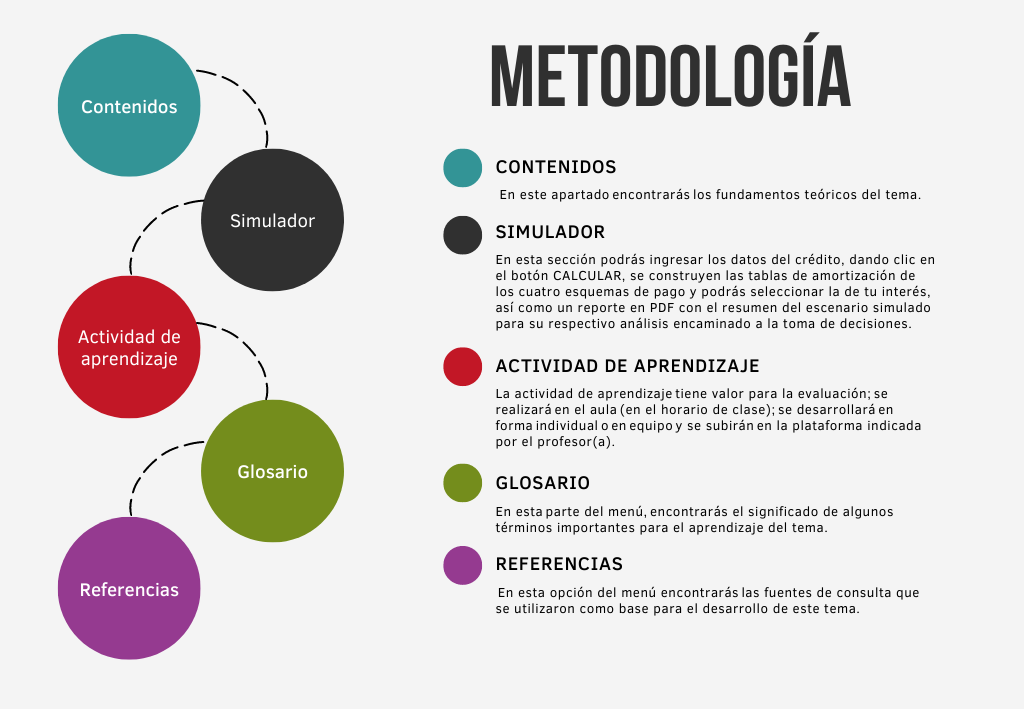 Contenidos
Simulador
Actividad de
aprendizaje
Glosario
Referencias
METODOLOGÍA
CONTENIDOS
En este apartado encontrarás los fundamentos teóricos del tema.
SIMULADOR
En esta sección podrás ingresar los datos del crédito, dando clic en
el botón CALCULAR, se construyen las tablas de amortización de
los cuatro esquemas de pago y podrás seleccionar la de tu interés,
así como un reporte en PDF con el resumen del escenario simulado
para su respectivo análisis encaminado a la toma de decisiones.
ACTIVIDAD DE APRENDIZAJE
La actividad de aprendizaje tiene valor para la evaluación; se
realizará en el aula (en el horario de clase); se desarrollará en
forma individual o en equipo y se subirán en la plataforma indicada
por el profesor(a).
GLOSARIO
En esta parte del menú, encontrarás el significado de algunos
términos importantes para el aprendizaje del tema.
REFERENCIAS
En esta opción del menú encontrarás las fuentes de consulta que
se utilizaron como base para el desarrollo de este tema.